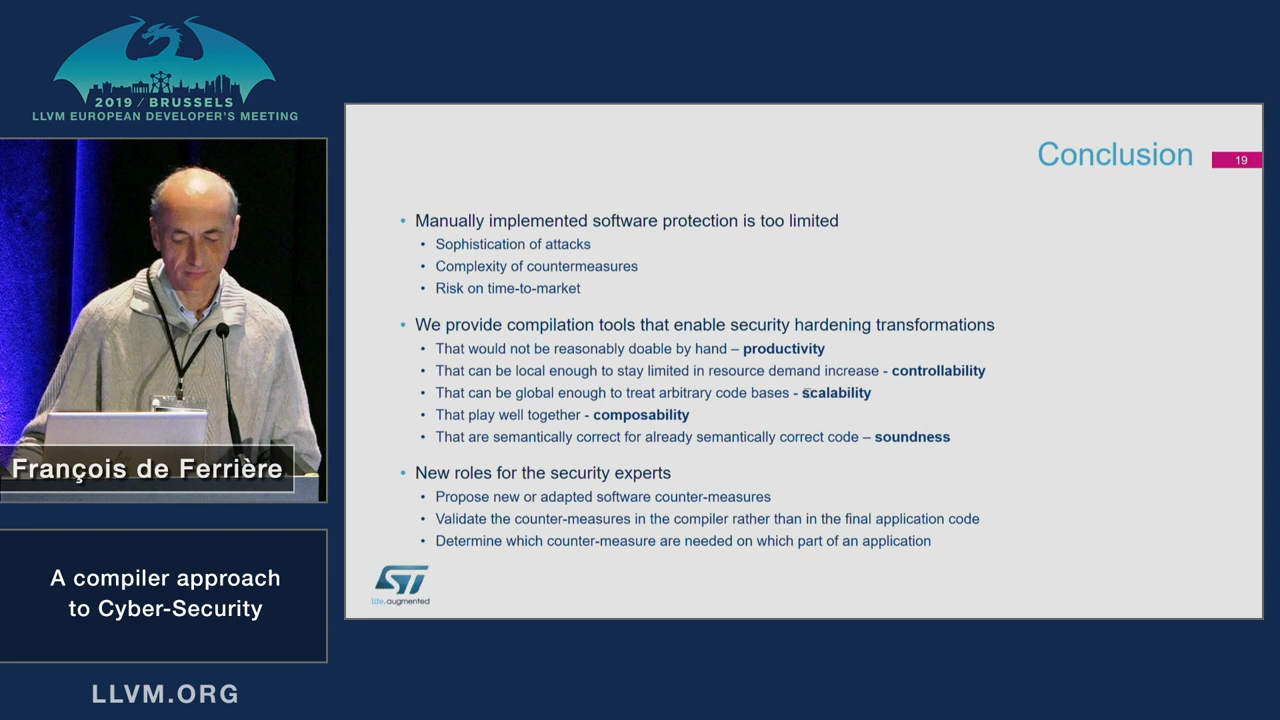 2019 / BRUSSELS
LLVM EUROPEAN DEVELOPER'S MEETING
François de Ferrière
A compiler approach
to Cyber-Security
LLVM.ORG
Conclusion
19
• Manually implemented software protection is too limited
• Sophistication of attacks
• Complexity of countermeasures
• Risk on time-to-market
• We provide compilation tools that enable security hardening transformations
• That would not be reasonably doable by hand – productivity
• That can be local enough to stay limited in resource demand increase - controllability
• That can be global enough to treat arbitrary code bases - scalability
• That play well together - composability
• That are semantically correct for already semantically correct code – soundness
• New roles for the security experts
• Propose new or adapted software counter-measures
• Validate the counter-measures in the compiler rather than in the final application code
• Determine which counter-measure are needed on which part of an application
ST
life.augmented